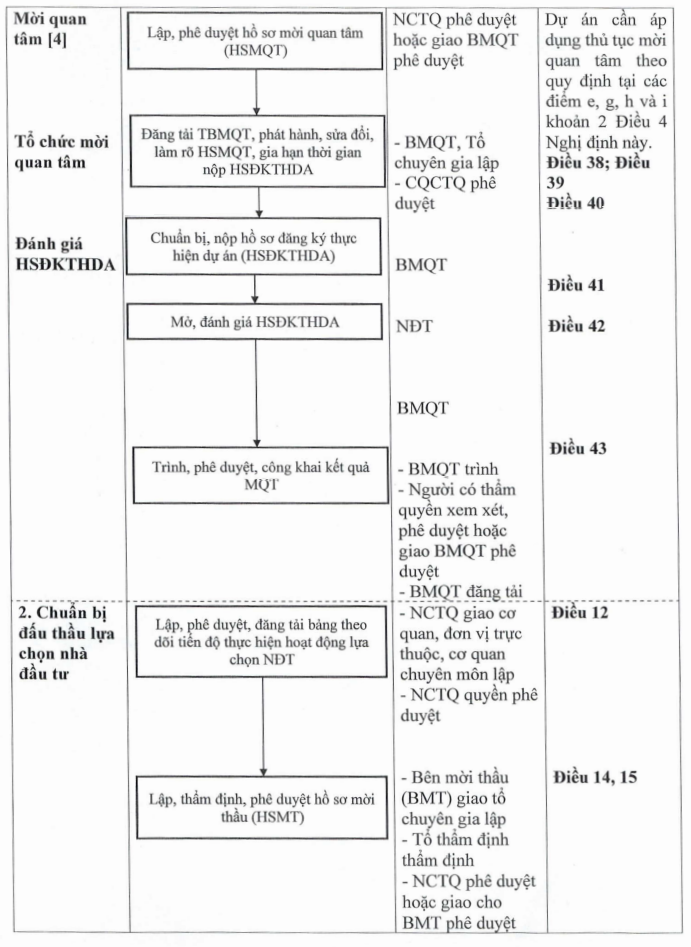 Mời quan
tâm [4]
Lập, phê duyệt hồ sơ mời quan tâm
(HSMQT)
NCTQ phê duyệt
hoặc giao BMQT
phê duyệt
Dự án cần áp
dụng thủ tục mời
quan tâm theo
quy định tại các
điểm e, g, h và i
khoản 2 Điều 4
Nghị định này.
Điều 38; Điều
39
Điều 40
Tổ chức mời
quan tâm
Đăng tải TBMQT, phát hành, sửa đổi,
làm rõ HSMQT, gia hạn thời gian
nộp HSĐKTHDA
- BMQT, Tổ
chuyên gia lập
- CQCTQ phê
duyệt
Đánh giá
HSĐKTHDA
Chuẩn bị, nộp hồ sơ đăng ký thực
hiện dự án (HSĐKTHDA)
BMQT
Điều 41
Mở, đánh giá HSĐKTHDA
NĐT
Điều 42
BMQT
Trình, phê duyệt, công khai kết quả
MQT
- BMQT trình
- Người có thẩm
quyền xem xét,
phê duyệt hoặc
giao BMQT phê
duyệt
- BMQT đăng tải
Điều 43
2. Chuẩn bị
đấu thầu lựa
chọn nhà
đầu tư
Lập, phê duyệt, đăng tải bảng theo
dõi tiến độ thực hiện hoạt động lựa
chọn NĐT
- NCTQ giao cơ
quan, đơn vị trực
thuộc, cơ quan
chuyên môn lập
- NCTQ quyền phê
duyệt
Điều 12
Lập, thẩm định, phê duyệt hồ sơ mời
thầu (HSMT)
- Bên mời thầu
(BMT) giao tổ
chuyên gia lập
- Tổ thẩm định
thẩm định
- NCTQ phê duyệt
hoặc giao cho
BMT phê duyệt
Điều 14, 15